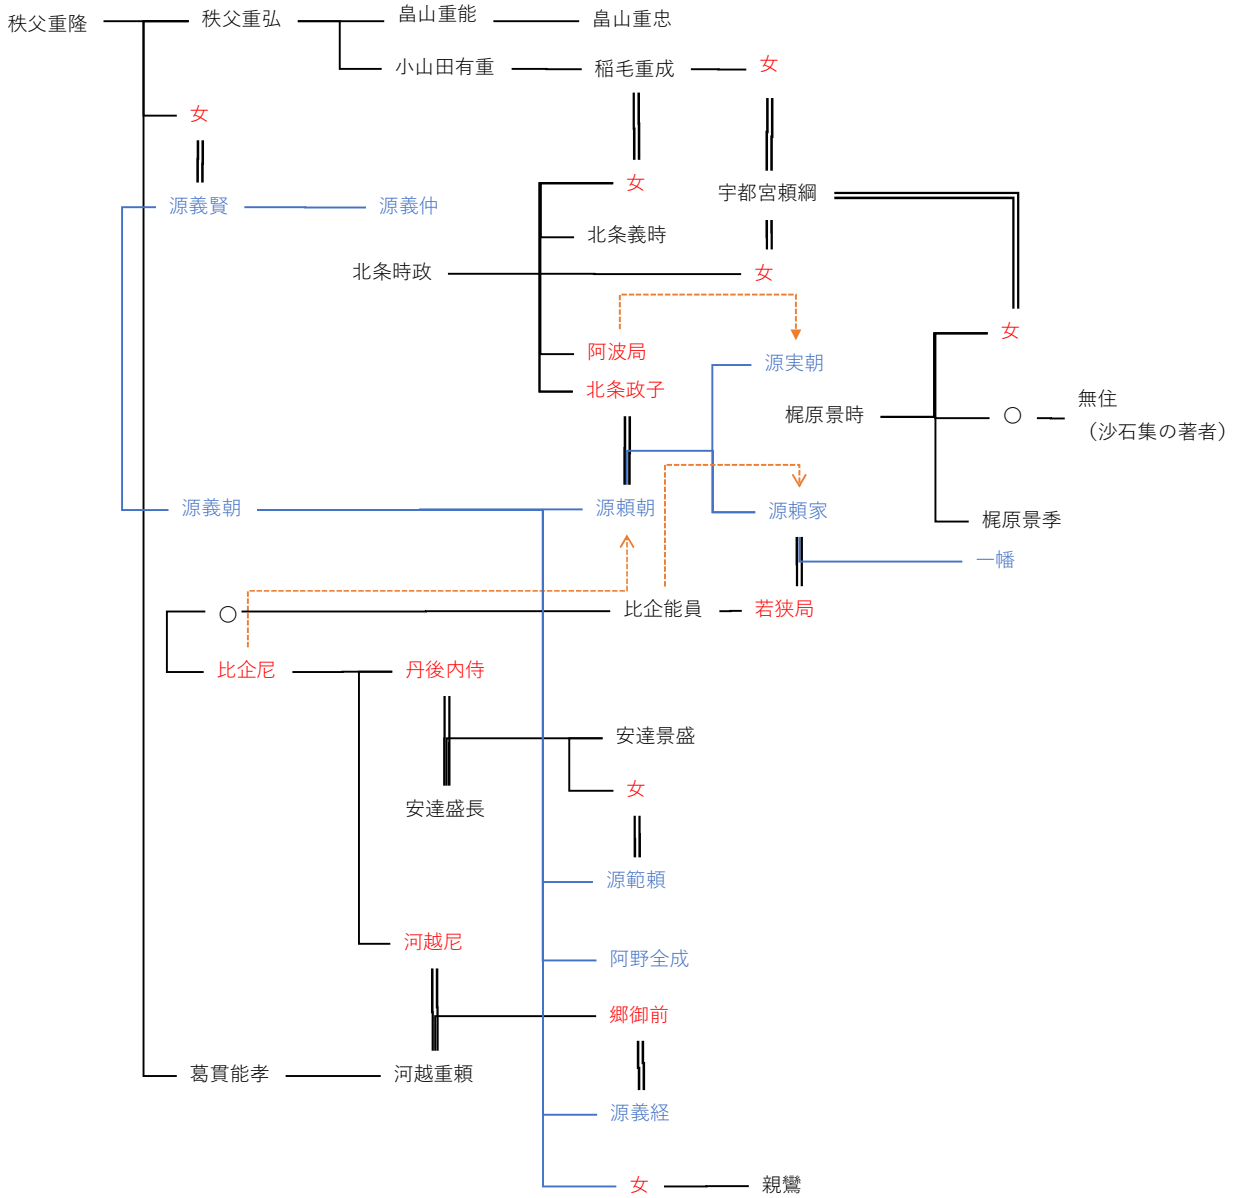 秩父重隆
秩父重弘
畠山重能
畠山重忠
小山田有重
稲毛重成
女
女
女
宇都宮頼綱
源義賢
源義仲
北条義時
北条時政
女
女
阿波局
源実朝
北条政子
梶原景時
〇
無住
（沙石集の著者）
源義朝
源頼朝
源頼家
梶原景季
一幡
〇
比企能員
若狭局
比企尼
丹後内侍
安達景盛
女
安達盛長
源範頼
河越尼
阿野全成
郷御前
葛貫能孝
河越重頼
源義経
女
親鸞